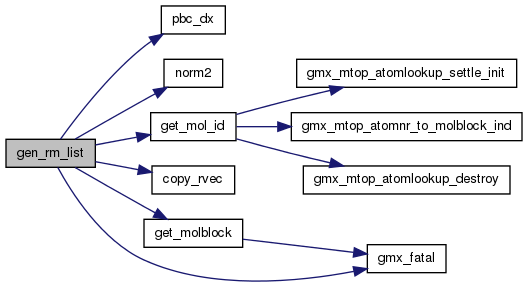 pbc_dx
norm2
gmx_mtop_atomlookup_settle_init
get_mol_id
gmx_mtop_atomnr_to_molblock_ind
gen_rm_list
copy_rvec
gmx_mtop_atomlookup_destroy
get_molblock
gmx_fatal